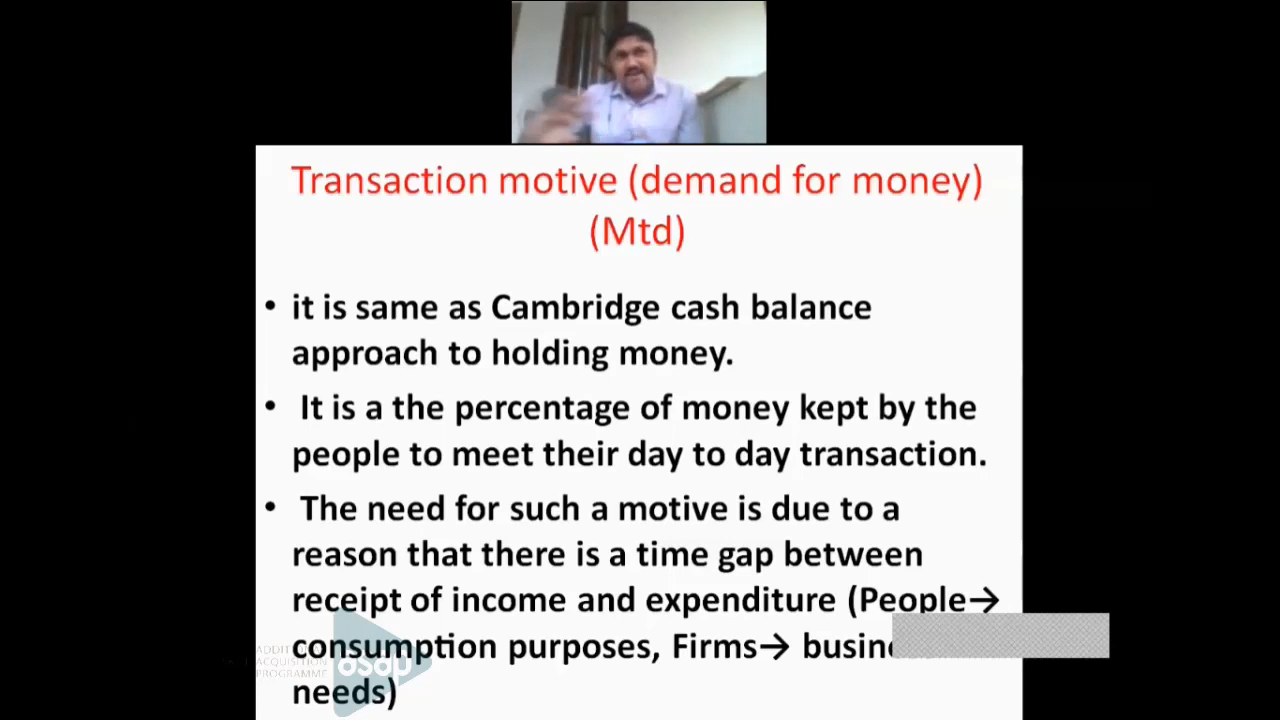 Transaction motive (demand for money)
(Mtd)
• it is same as Cambridge cash balance
approach to holding money.
• It is a the percentage of money kept by the
people to meet their day to day transaction.
• The need for such a motive is due to a
reason that there is a time gap between
receipt of income and expenditure (People→
consumption purposes, Firms→
needs)
asap
ACQUISITION
PROGRAMME